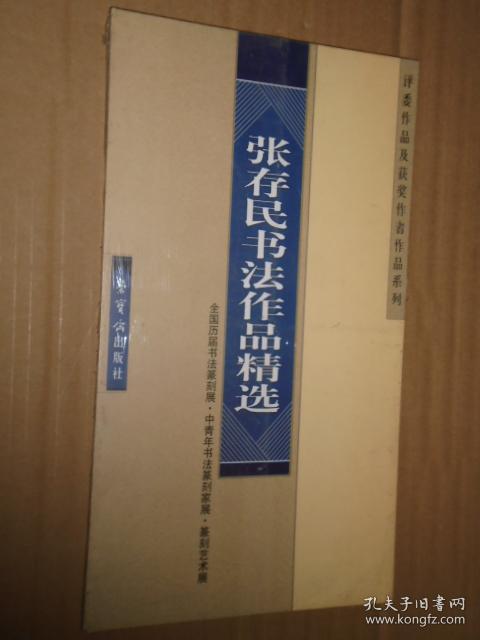 评委作品及获奖作者作品系列
张存民书法作品精选
全国历届书法篆刻展·中青年书法篆刻家展·篆刻艺术展
荣宝斋出版社
孔夫子旧书网
www.kongfz.com